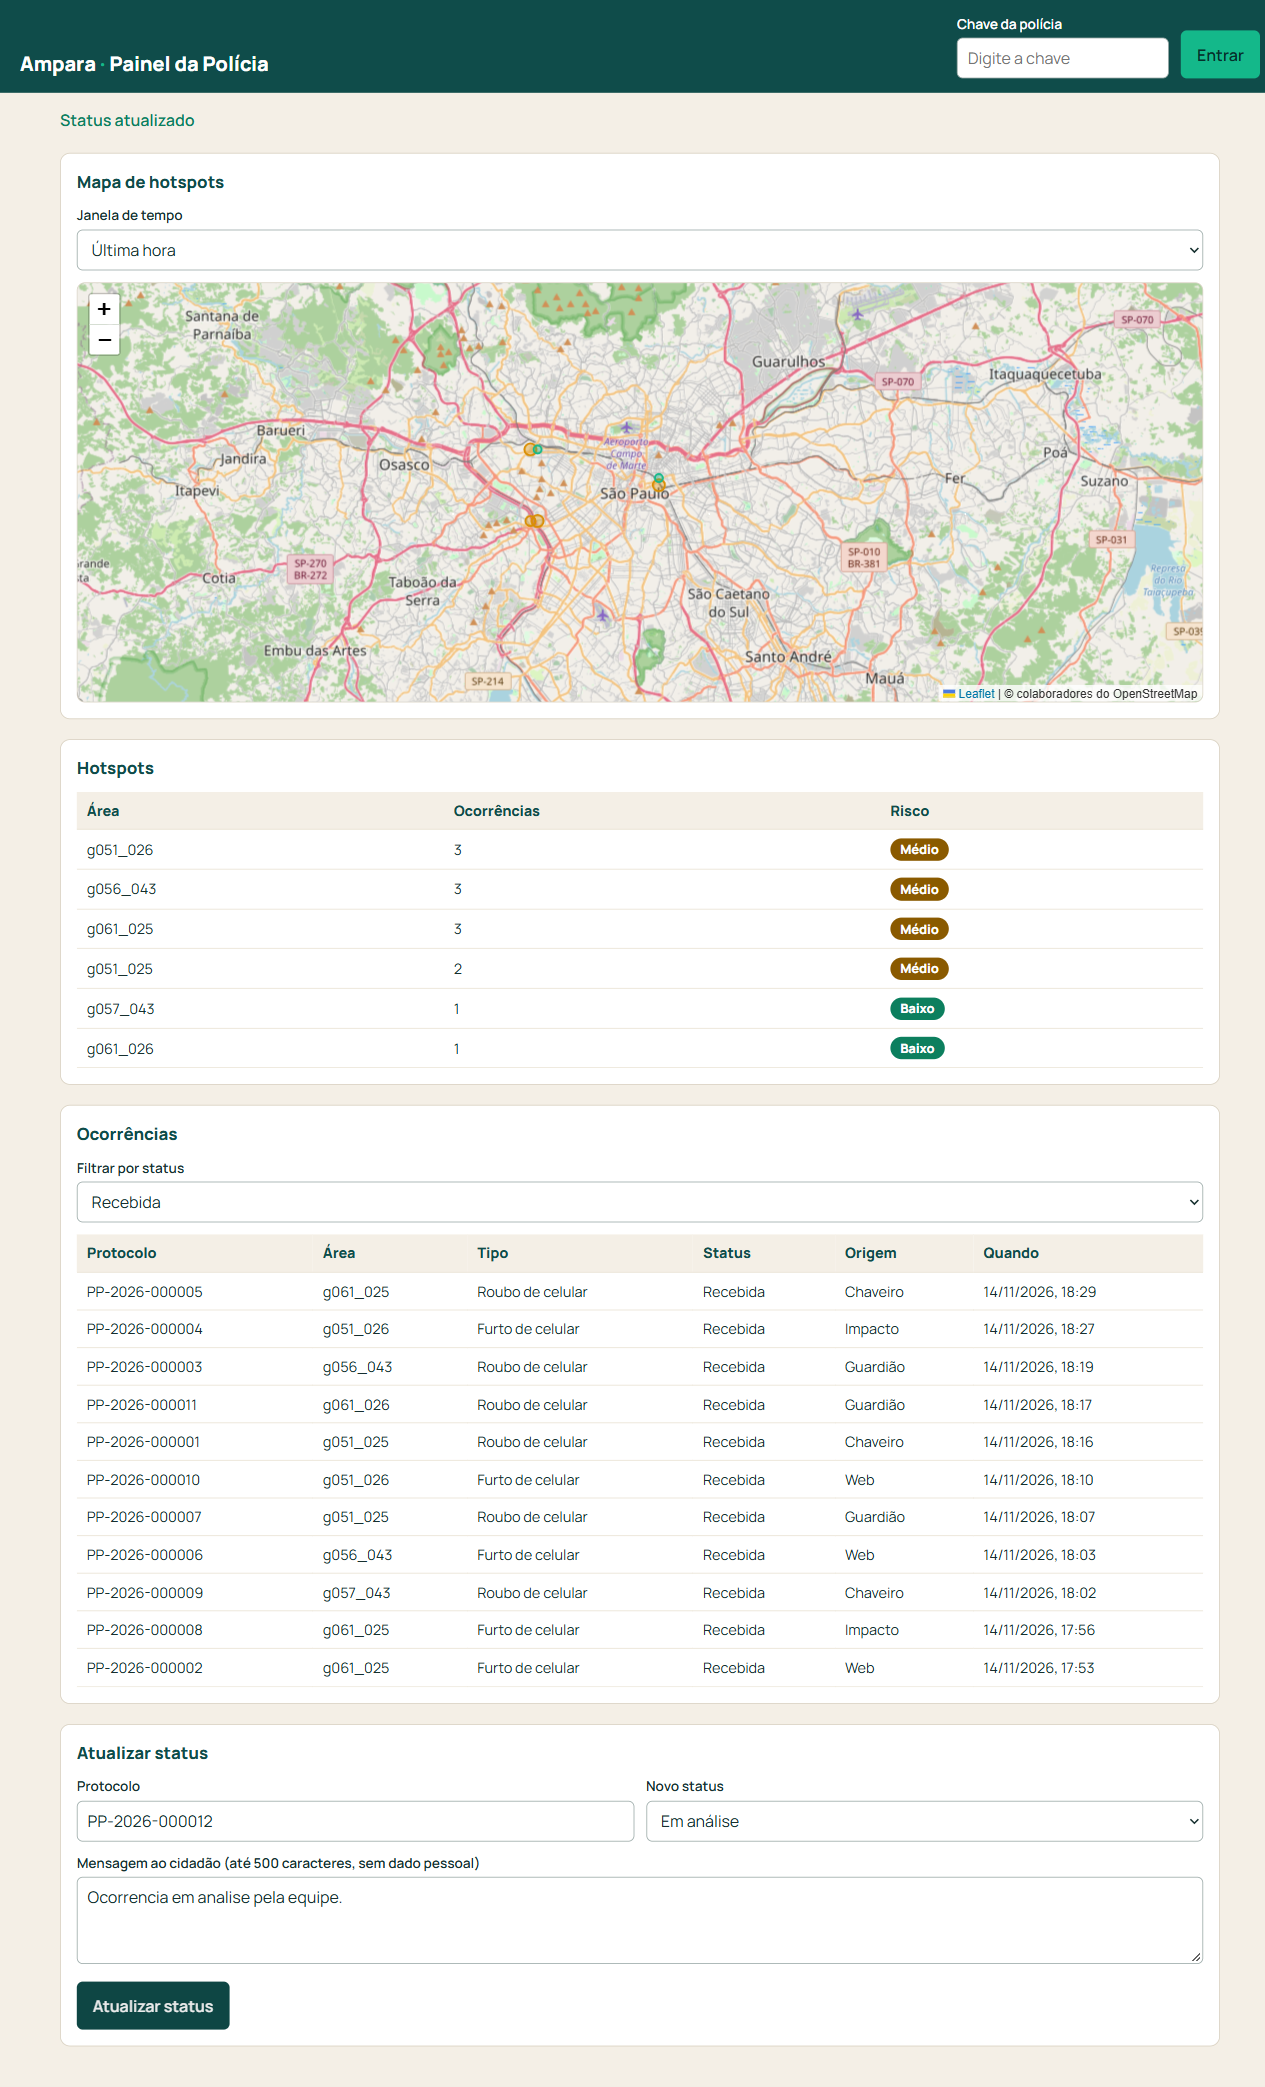 Chave da polícia
Ampara · Painel da Polícia
Digite a chave
Entrar
Status atualizado
Mapa de hotspots
Janela de tempo
Última hora
+
−
Santana de
Parnaíba
Guarulhos
SP-070
SP-070
Itaquaquecetuba
Barueri
Jandira
Osasco
Aeroporto
Campo
de Marte
Poá
Itapevi
São Paulo
Fer
Suzano
SP-031
SP-010
BR-381
SP-270
BR-272
Cotia
Taboão da
Serra
São Caetano
do Sul
Represa
do Rio
Taiaçupeba
Embu das Artes
Santo André
SP-214
Mauá
Leaflet | © colaboradores do OpenStreetMap
Hotspots
Área Ocorrências Risco
g051_026 3 Médio
g056_043 3 Médio
g061_025 3 Médio
g051_025 2 Médio
g057_043 1 Baixo
g061_026 1 Baixo
Ocorrências
Filtrar por status
Recebida
Protocolo Área Tipo Status Origem Quando
PP-2026-000005 g061_025 Roubo de celular Recebida Chaveiro 14/11/2026, 18:29
PP-2026-000004 g051_026 Furto de celular Recebida Impacto 14/11/2026, 18:27
PP-2026-000003 g056_043 Roubo de celular Recebida Guardião 14/11/2026, 18:19
PP-2026-000011 g061_026 Roubo de celular Recebida Guardião 14/11/2026, 18:17
PP-2026-000001 g051_025 Roubo de celular Recebida Chaveiro 14/11/2026, 18:16
PP-2026-000010 g051_026 Furto de celular Recebida Web 14/11/2026, 18:10
PP-2026-000007 g051_025 Roubo de celular Recebida Guardião 14/11/2026, 18:07
PP-2026-000006 g056_043 Furto de celular Recebida Web 14/11/2026, 18:03
PP-2026-000009 g057_043 Roubo de celular Recebida Chaveiro 14/11/2026, 18:02
PP-2026-000008 g061_025 Furto de celular Recebida Impacto 14/11/2026, 17:56
PP-2026-000002 g061_025 Furto de celular Recebida Web 14/11/2026, 17:53
Atualizar status
Protocolo Novo status
PP-2026-000012 Em análise
Mensagem ao cidadão (até 500 caracteres, sem dado pessoal)
Ocorrencia em analise pela equipe.
Atualizar status